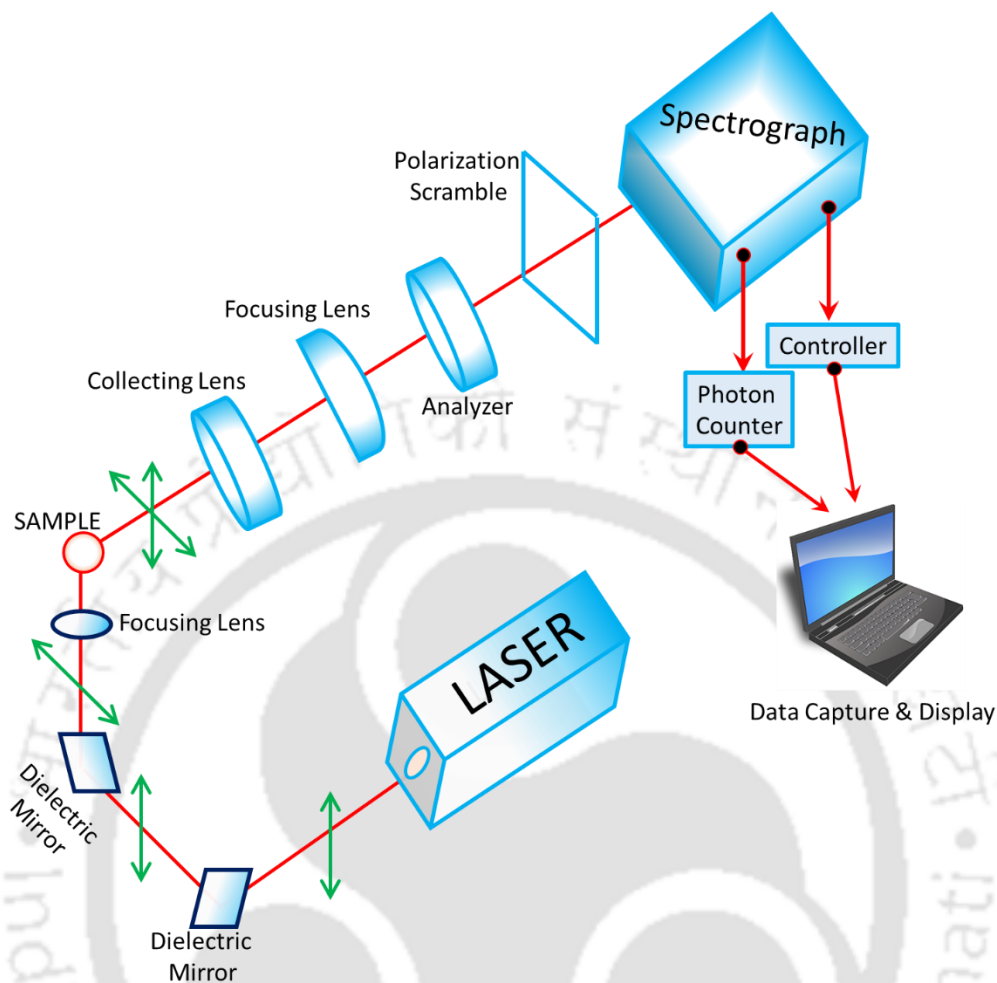 Spectrograph
Polarization
Scramble
Focusing Lens
Controller
Collecting Lens
Analyzer
Photon
Counter
SAMPLE
Focusing Lens
LASER
Data Capture & Display
Dielectric
Mirror
Dielectric
Mirror
mati